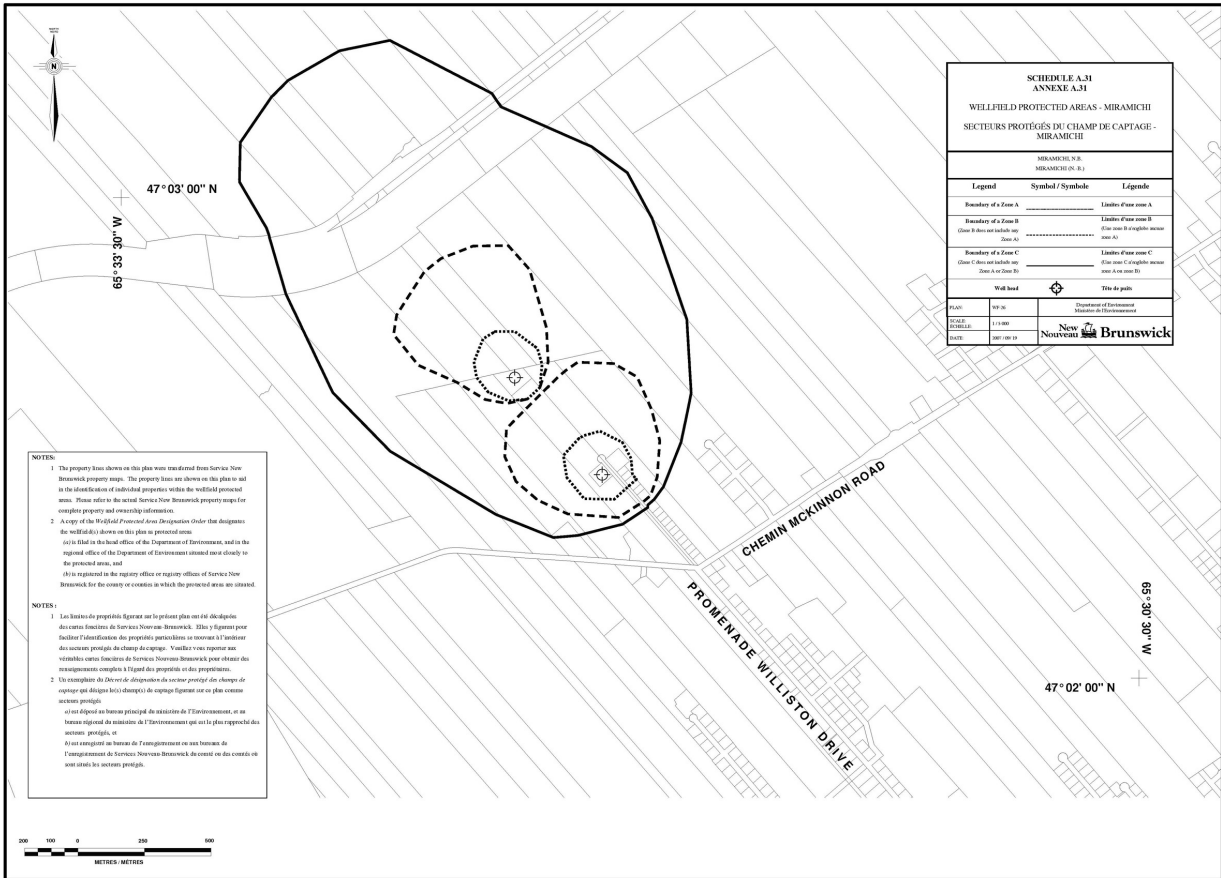 NORTH
N
47° 03' 00" N
65° 33' 30" W
SCHEDULE A.31
ANNEXE A.31
WELLFIELD PROTECTED AREAS - MIRAMICHI
SECTEURS PROTÉGÉS DU CHAMP DE CAPTAGE -
MIRAMICHI
MIRAMICHI, N.B.
MIRAMICHI (N.-B.)
Legend Symbol / Symbole Légende
Boundary of a Zone A Limites d'une zone A
Boundary of a Zone B Limites d'une zone B
(Zone B does not include any (Une zone B n'englobe aucune
Zone A) zone A)
Boundary of a Zone C Limites d'une zone C
(Zone C does not include any (Une zone C n'englobe aucune
Zone A or Zone B) zone A ou zone B)
Well head Tête de puits
PLAN: Department of Environment
Ministère de l'Environnement
SCALE
ECHELLE:
DATE: 2007 / 09/ 19
New
Nouveau Brunswick
CHEMIN MCKINNON ROAD
PROMENADE WILLISTON DRIVE
65° 30' 30" W
47° 02' 00" N
NOTES:
1 The property lines shown on this plan were transferred from Service New
Brunswick property maps. The property lines are shown on this plan to aid
in the identification of individual properties within the wellfield protected
areas. Please refer to the actual Service New Brunswick property maps for
complete property and ownership information.
2 A copy of the Wellfield Protected Area Designation Order that designates
the wellfield(s) shown on this plan as protected areas
(a) is filed in the head office of the Department of Environment, and in the
regional office of the Department of Environment situated most closely to
the protected areas, and
(b) is registered in the registry office or registry offices of Service New
Brunswick for the county or counties in which the protected areas are situated.
NOTES :
1 Les limites de propriétés figurant sur le présent plan ont été décalquées
des cartes foncières de Services Nouveau-Brunswick. Elles y figurent pour
faciliter l'identification des propriétés particulières se trouvant à l'intérieur
des secteurs protégés du champ de captage. Veuillez vous reporter aux
véritables cartes foncières de Services Nouveau-Brunswick pour obtenir des
renseignements complets à l'égard des propriétés et des propriétaires.
2 Un exemplaire du Décret de désignation du secteur protégé des champs de
captage qui désigne le(s) champ(s) de captage figurant sur ce plan comme
secteurs protégés
a) est déposé au bureau principal du ministère de l'Environnement, et au
bureau régional du ministère de l'Environnement qui est le plus rapproché des
secteurs protégés, et
b) est enregistré au bureau de l'enregistrement ou aux bureaux de
l'enregistrement de Services Nouveau-Brunswick du comté ou des comtés où
sont situés les secteurs protégés.
200 100 0 250 500
METRES / MÈTRES